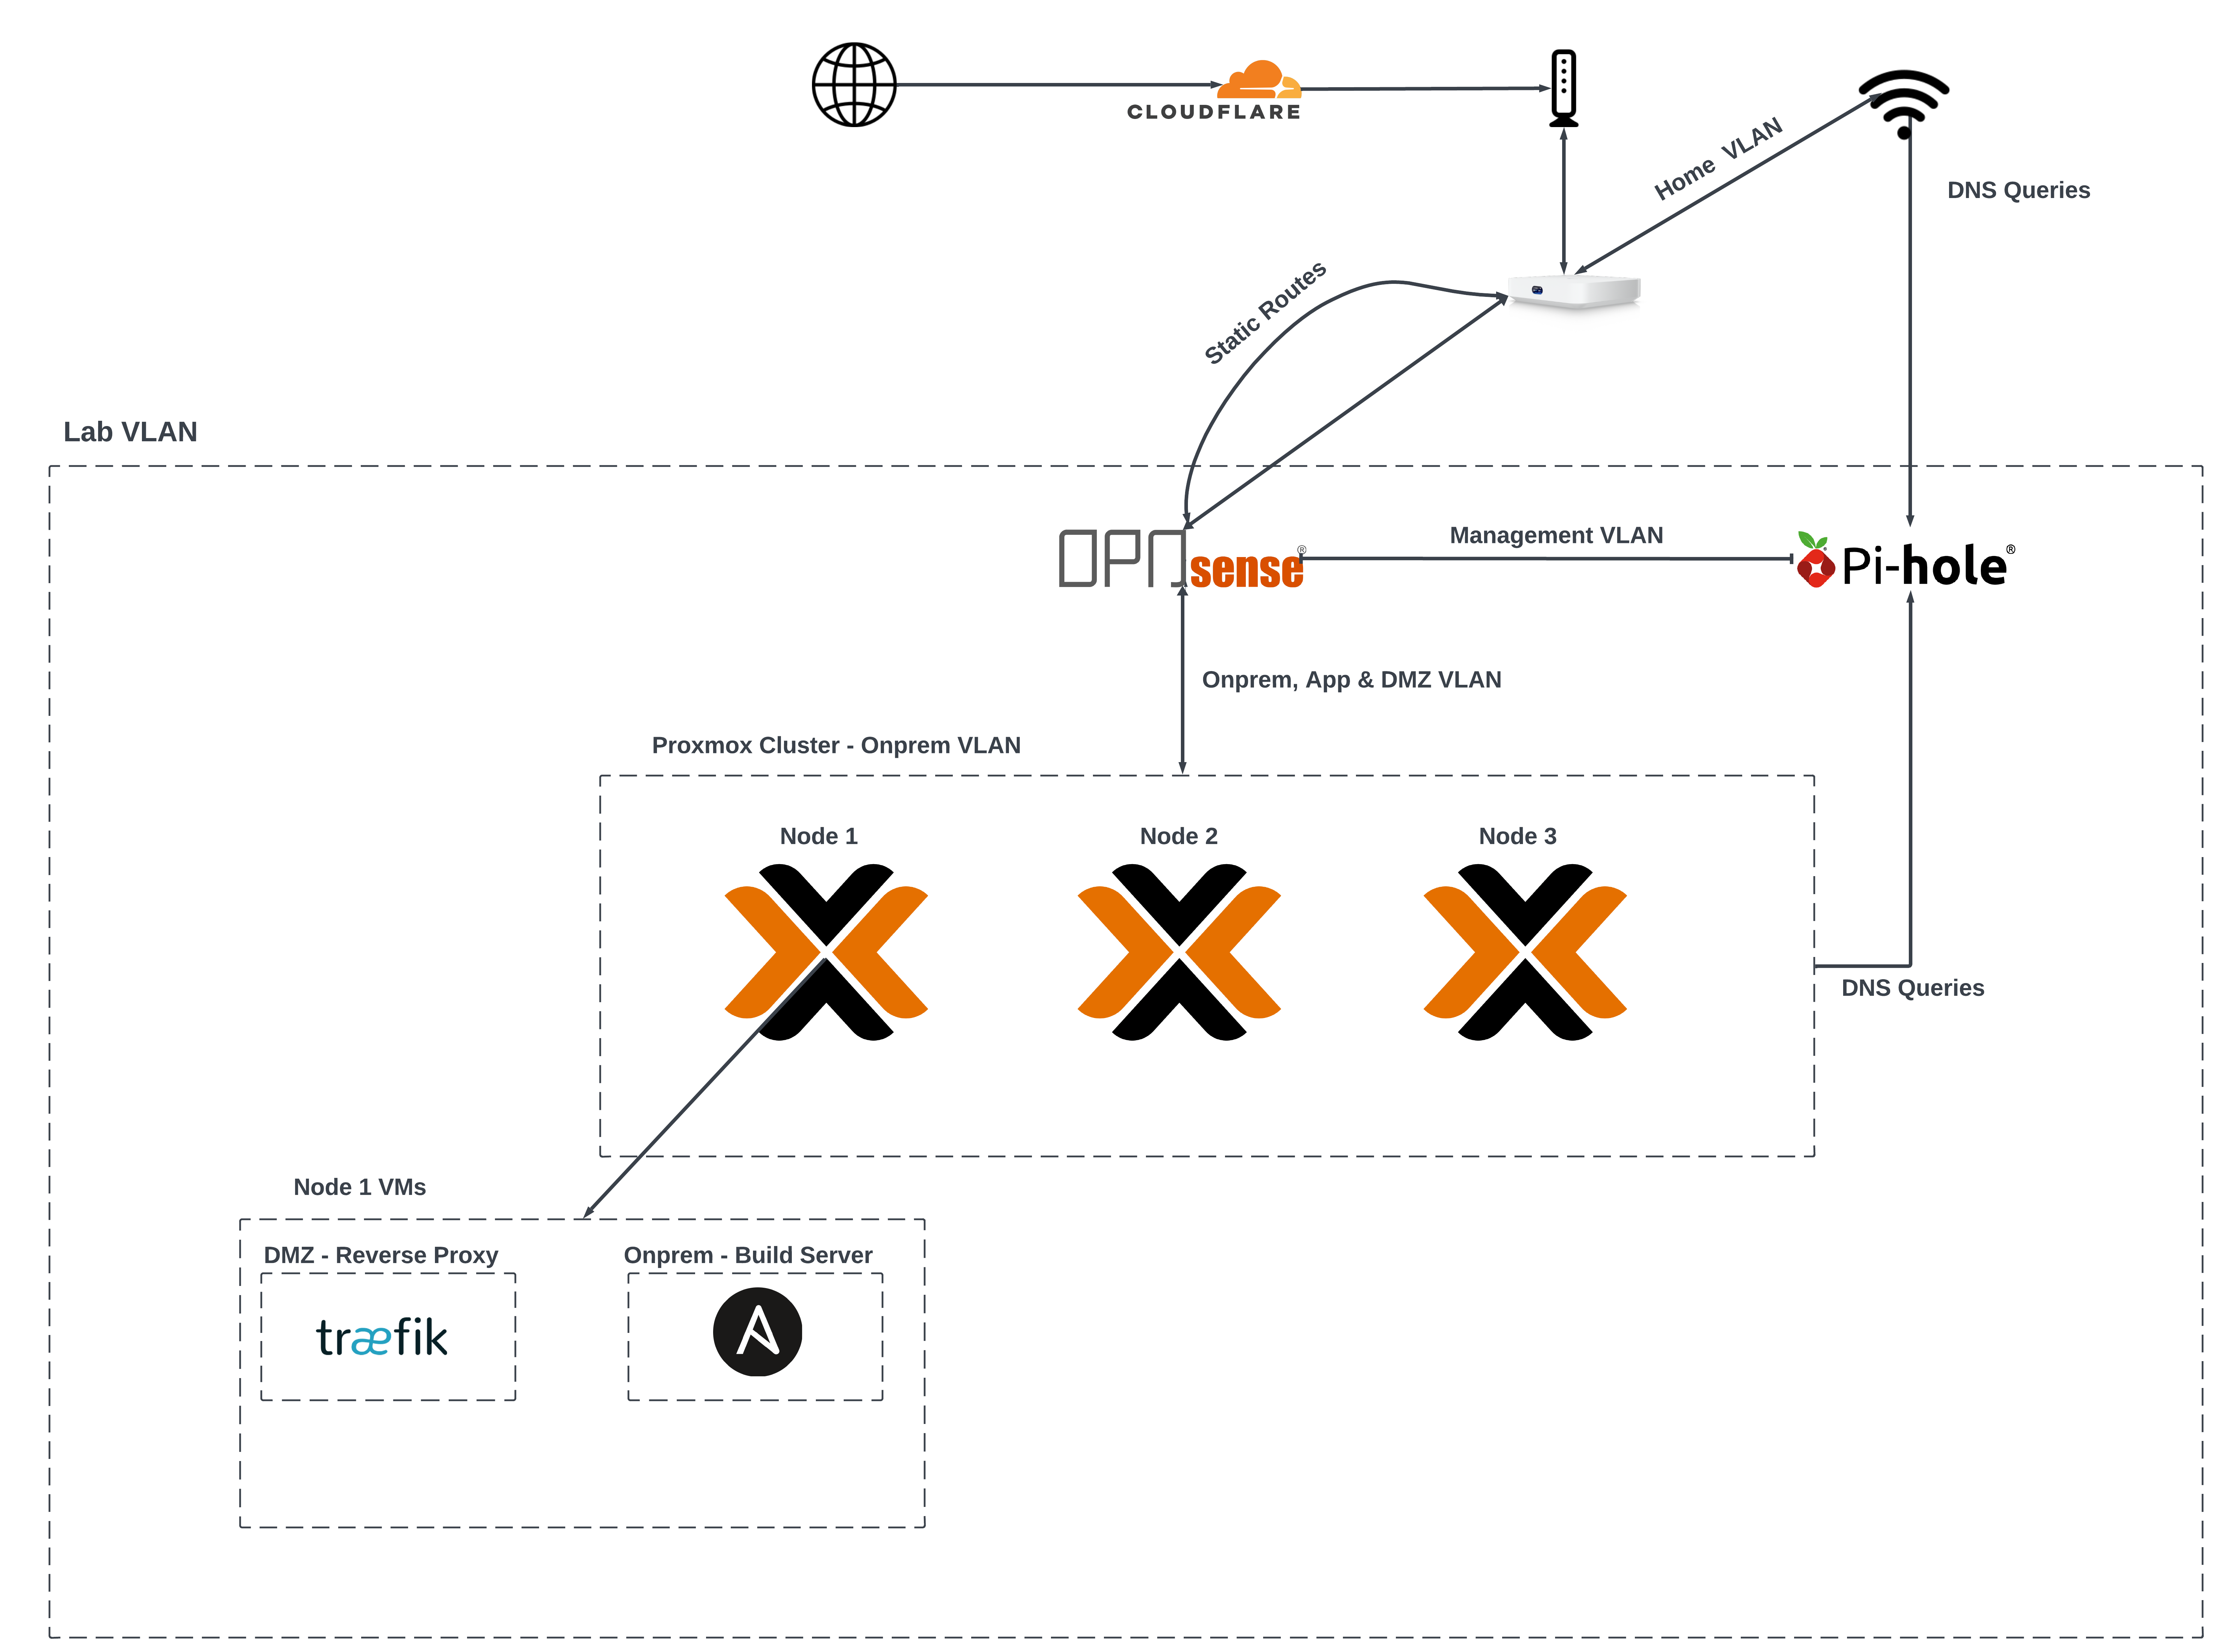 CLOUDFLARE
Home VLAN
DNS Queries
Static Routes
Lab VLAN
OPNsense®
Management VLAN
Pi-hole®
Onprem, App & DMZ VLAN
Proxmox Cluster - Onprem VLAN
Node 1
Node 2
Node 3
DNS Queries
Node 1 VMs
DMZ - Reverse Proxy
Onprem - Build Server
træfik